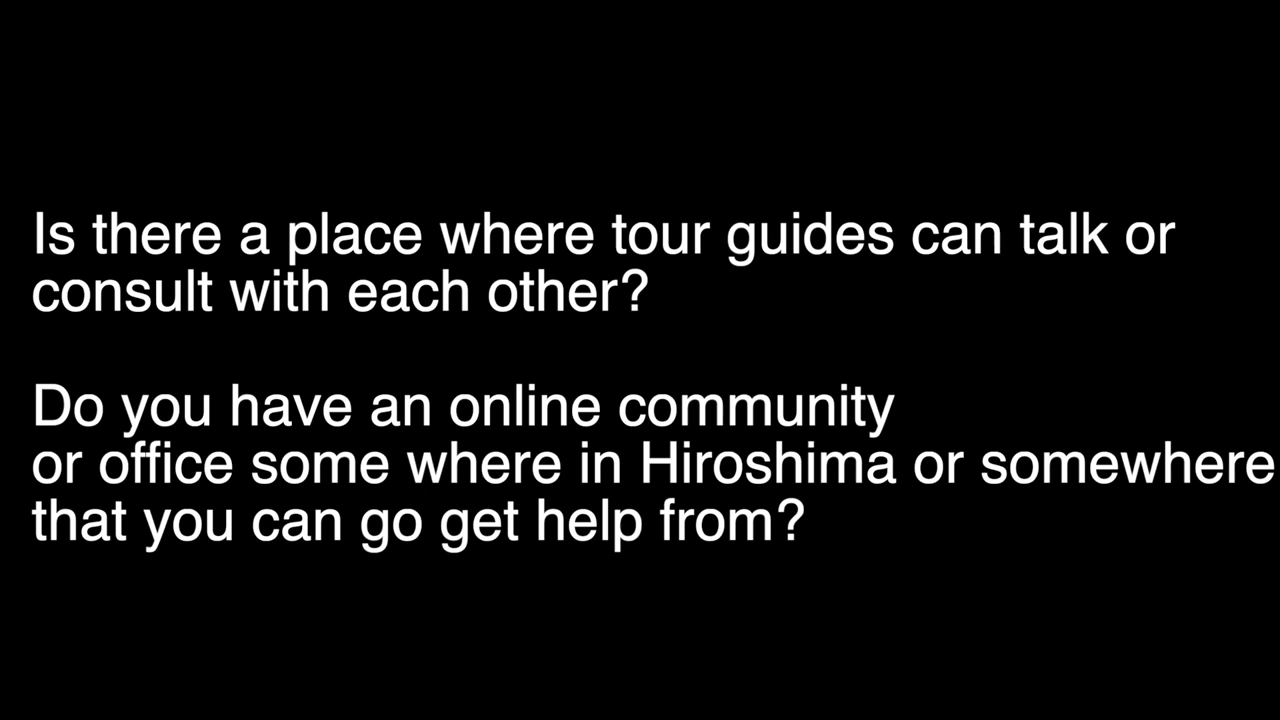 Is there a place where tour guides can talk or
consult with each other?
Do you have an online community
or office some where in Hiroshima or somewhere
that you can go get help from?